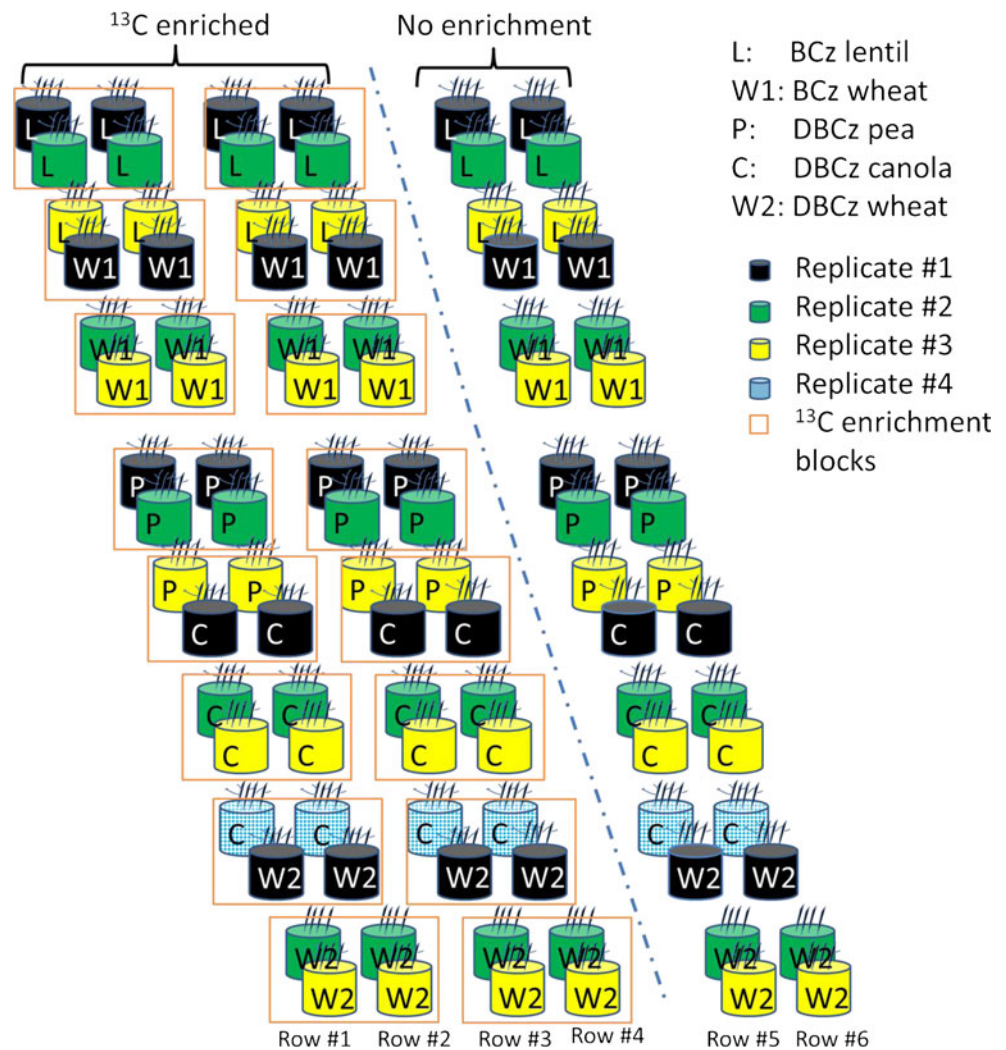 ¹³C enriched No enrichment
L: BCz lentil
W1: BCz wheat
P: DBCz pea
C: DBCz canola
W2: DBCz wheat
Replicate #1
Replicate #2
Replicate #3
Replicate #4
¹³C enrichment
blocks
L L L L L L
L L L L L L
L L L L L L
W1 W1 W1 W1 W1 W1
W1 W1 W1 W1 W1 W1
W1 W1 W1 W1 W1 W1
P P P P P P
P P P P P P
P P P P P P
C C C C C C
C C C C C C
C C C C C C
C C C C C C
W2 W2 W2 W2 W2 W2
W2 W2 W2 W2 W2 W2
W2 W2 W2 W2 W2 W2
Row #1 Row #2 Row #3 Row #4 Row #5 Row #6